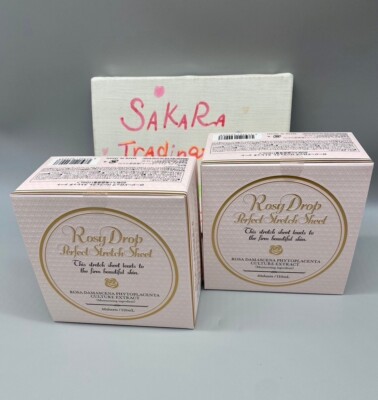 SAKARA
Trading
Rosy Drop
Perfect Stretch Sheet
This stretch sheet leads to
the firm beautiful skin.
ROSA DAMASCENA PHYTOPLACENTA
CULTURE EXTRACT
Rosy Drop
Perfect Stretch Sheet
This stretch sheet leads to
the firm beautiful skin.
ROSA DAMASCENA PHYTOPLACENTA
CULTURE EXTRACT